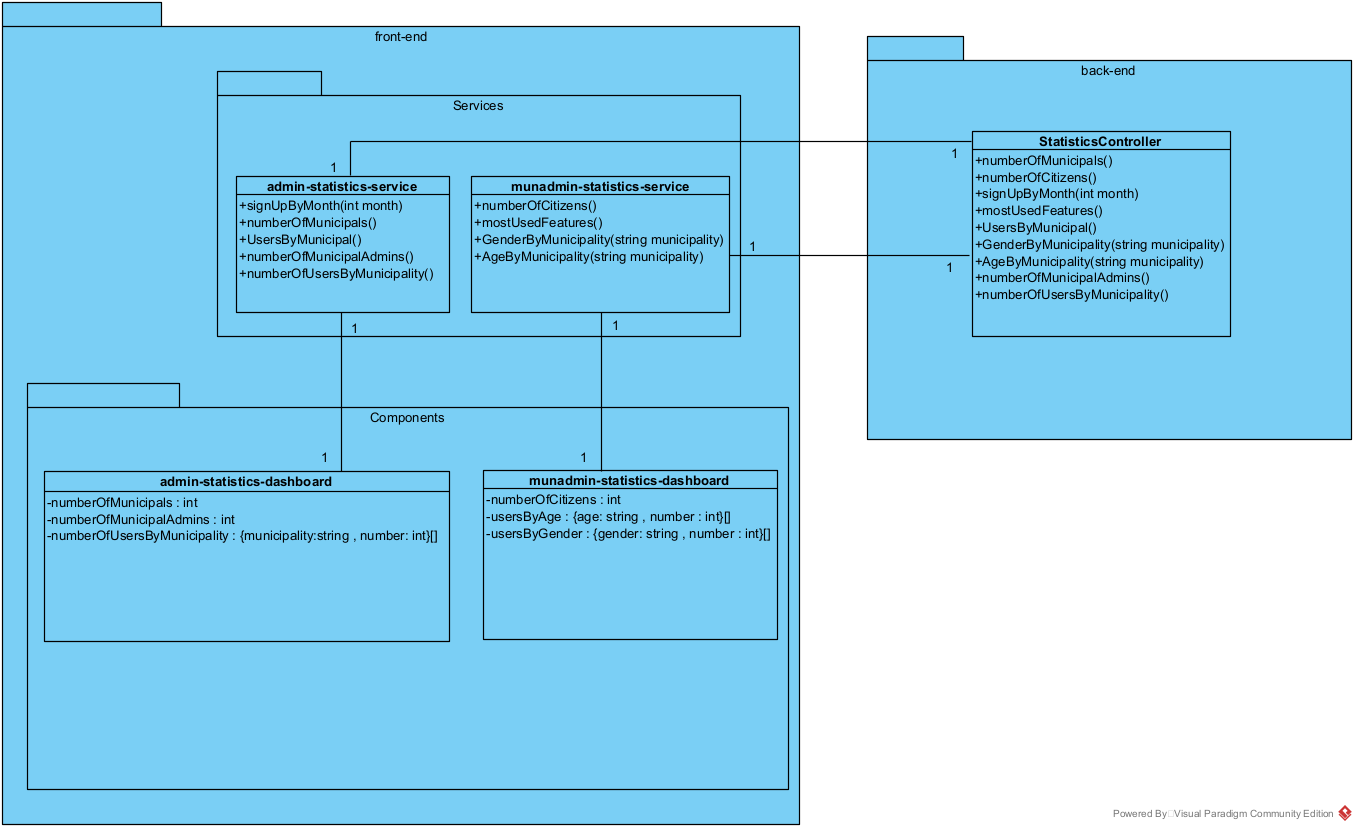 front-end
Services
1
admin-statistics-service
+signUpByMonth(int month)
+numberOfMunicipals()
+UsersByMunicipal()
+numberOfMunicipalAdmins()
+numberOfUsersByMunicipality()
munadmin-statistics-service
+numberOfCitizens()
+mostUsedFeatures()
+GenderByMunicipality(string municipality)
+AgeByMunicipality(string municipality)
1
1
1
Components
1
1
admin-statistics-dashboard
-numberOfMunicipals : int
-numberOfMunicipalAdmins : int
-numberOfUsersByMunicipality : {municipality:string , number: int}[]
munadmin-statistics-dashboard
-numberOfCitizens : int
-usersByAge : {age: string , number : int}[]
-usersByGender : {gender: string , number : int}[]
back-end
1
1
StatisticsController
+numberOfMunicipals()
+numberOfCitizens()
+signUpByMonth(int month)
+mostUsedFeatures()
+UsersByMunicipal()
+GenderByMunicipality(string municipality)
+AgeByMunicipality(string municipality)
+numberOfMunicipalAdmins()
+numberOfUsersByMunicipality()
Powered By Visual Paradigm Community Edition